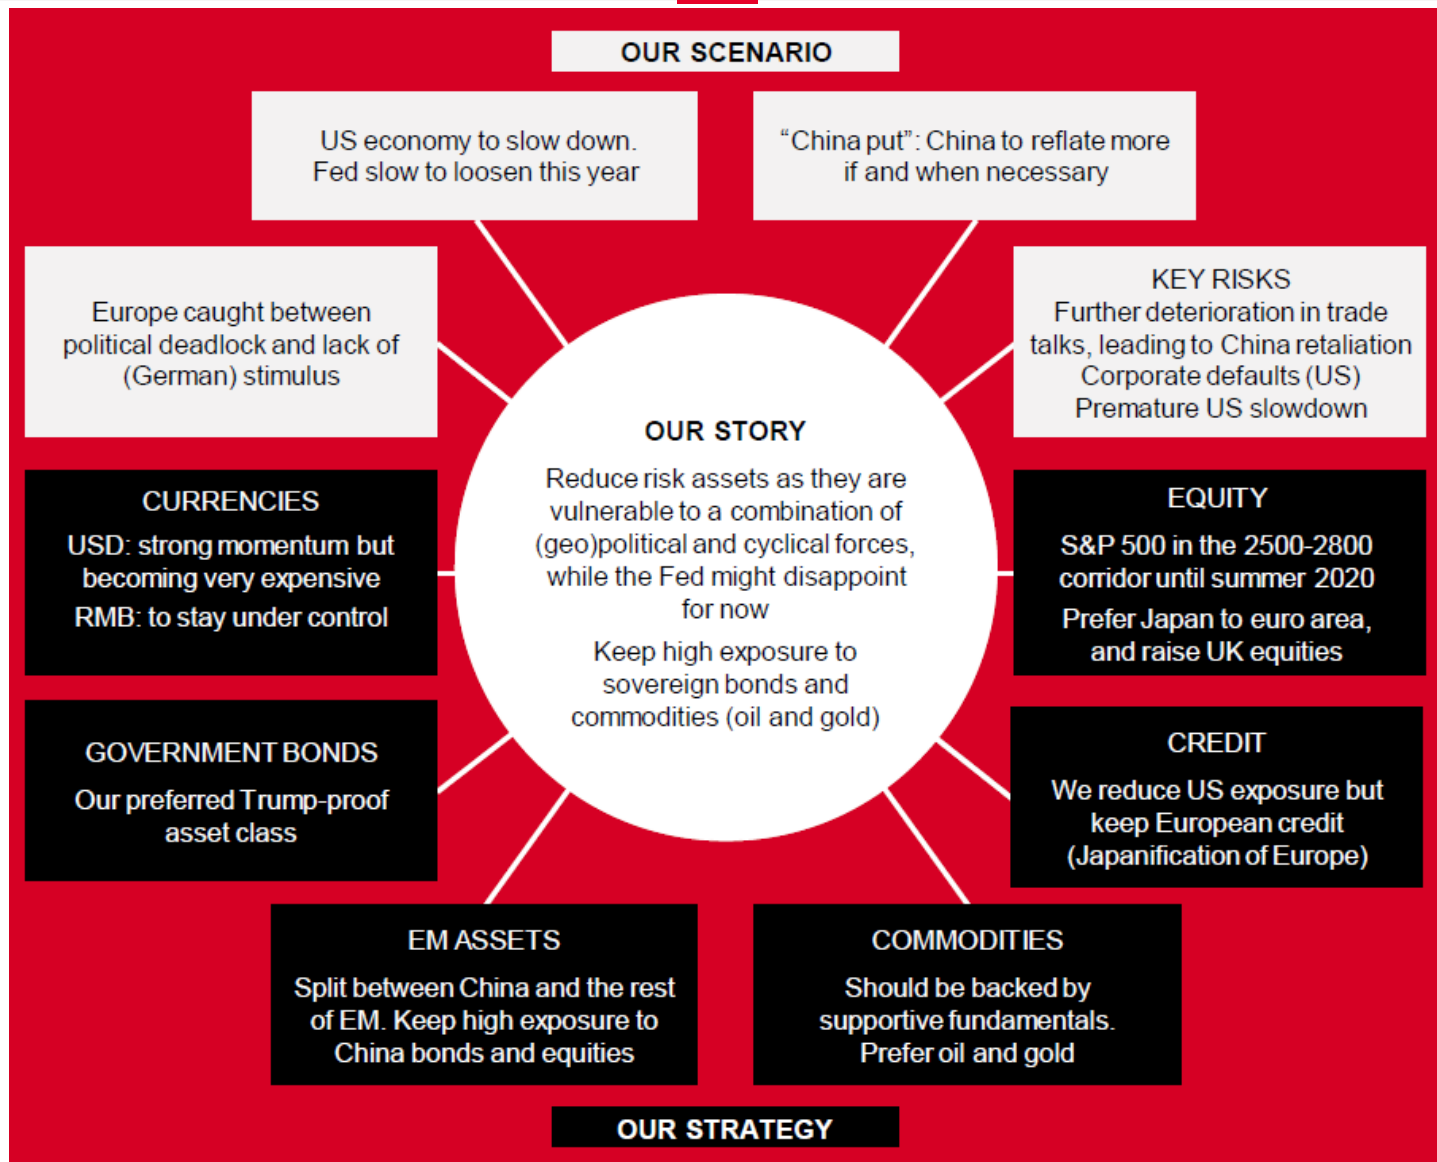 OUR SCENARIO
US economy to slow down.
Fed slow to loosen this year
“China put”: China to reflate more
if and when necessary
Europe caught between
political deadlock and lack of
(German) stimulus
KEY RISKS
Further deterioration in trade
talks, leading to China retaliation
Corporate defaults (US)
Premature US slowdown
OUR STORY
Reduce risk assets as they are
vulnerable to a combination of
(geo)political and cyclical forces,
while the Fed might disappoint
for now
Keep high exposure to
sovereign bonds and
commodities (oil and gold)
CURRENCIES
USD: strong momentum but
becoming very expensive
RMB: to stay under control
EQUITY
S&P 500 in the 2500-2800
corridor until summer 2020
Prefer Japan to euro area,
and raise UK equities
GOVERNMENT BONDS
Our preferred Trump-proof
asset class
CREDIT
We reduce US exposure but
keep European credit
(Japanification of Europe)
EM ASSETS
Split between China and the rest
of EM. Keep high exposure to
China bonds and equities
COMMODITIES
Should be backed by
supportive fundamentals.
Prefer oil and gold
OUR STRATEGY